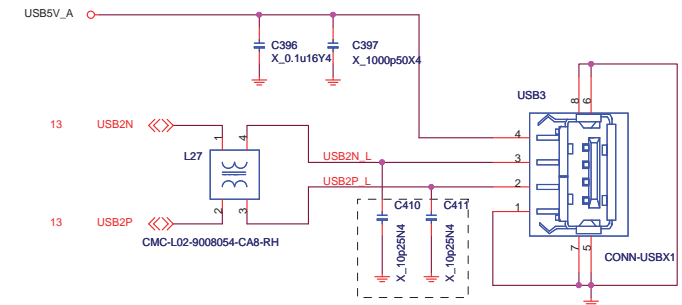 USB5V_A
C396
X_0.1u16Y4
C397
X_1000p50X4
USB3
8
6
13
USB2N
1
4
4
L27
USB2N_L
3
USB2P_L
2
1
C410
C411
13
USB2P
2
3
X_10p25N4
X_10p25N4
CMC-L02-9008054-CA8-RH
7
5
CONN-USBX1